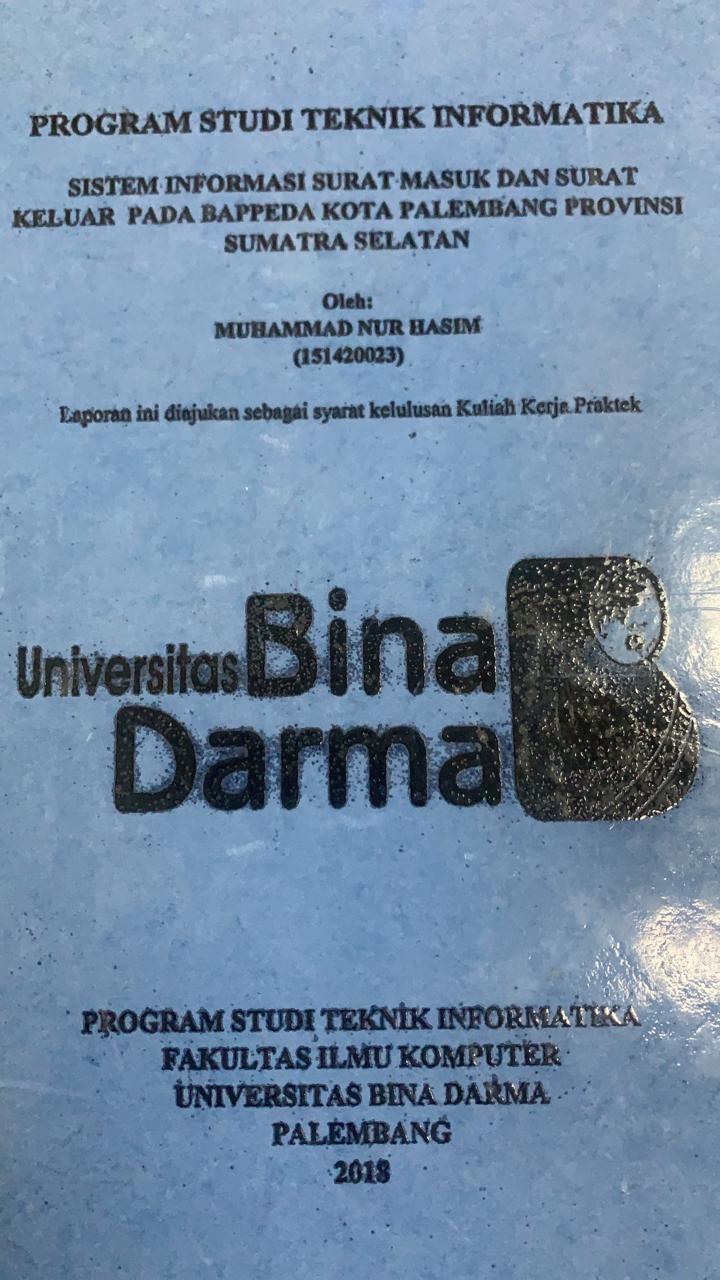 PROGRAM STUDI TEKNIK INFORMATIKA
SISTEM INFORMASI SURAT MASUK DAN SURAT
KELUAR PADA BAPPEDA KOTA PALEMBANG PROVINSI
SUMATRA SELATAN
Oleh:
MUHAMMAD NUR HASIM
(151420023)
Laporan ini diajukan sebagai syarat kelulusan Kuliah Kerja Praktek
Universitas Bina
Darma
PROGRAM STUDI TEKNIK INFORMATIKA
FAKULTAS ILMU KOMPUTER
UNIVERSITAS BINA DARMA
PALEMBANG
2018